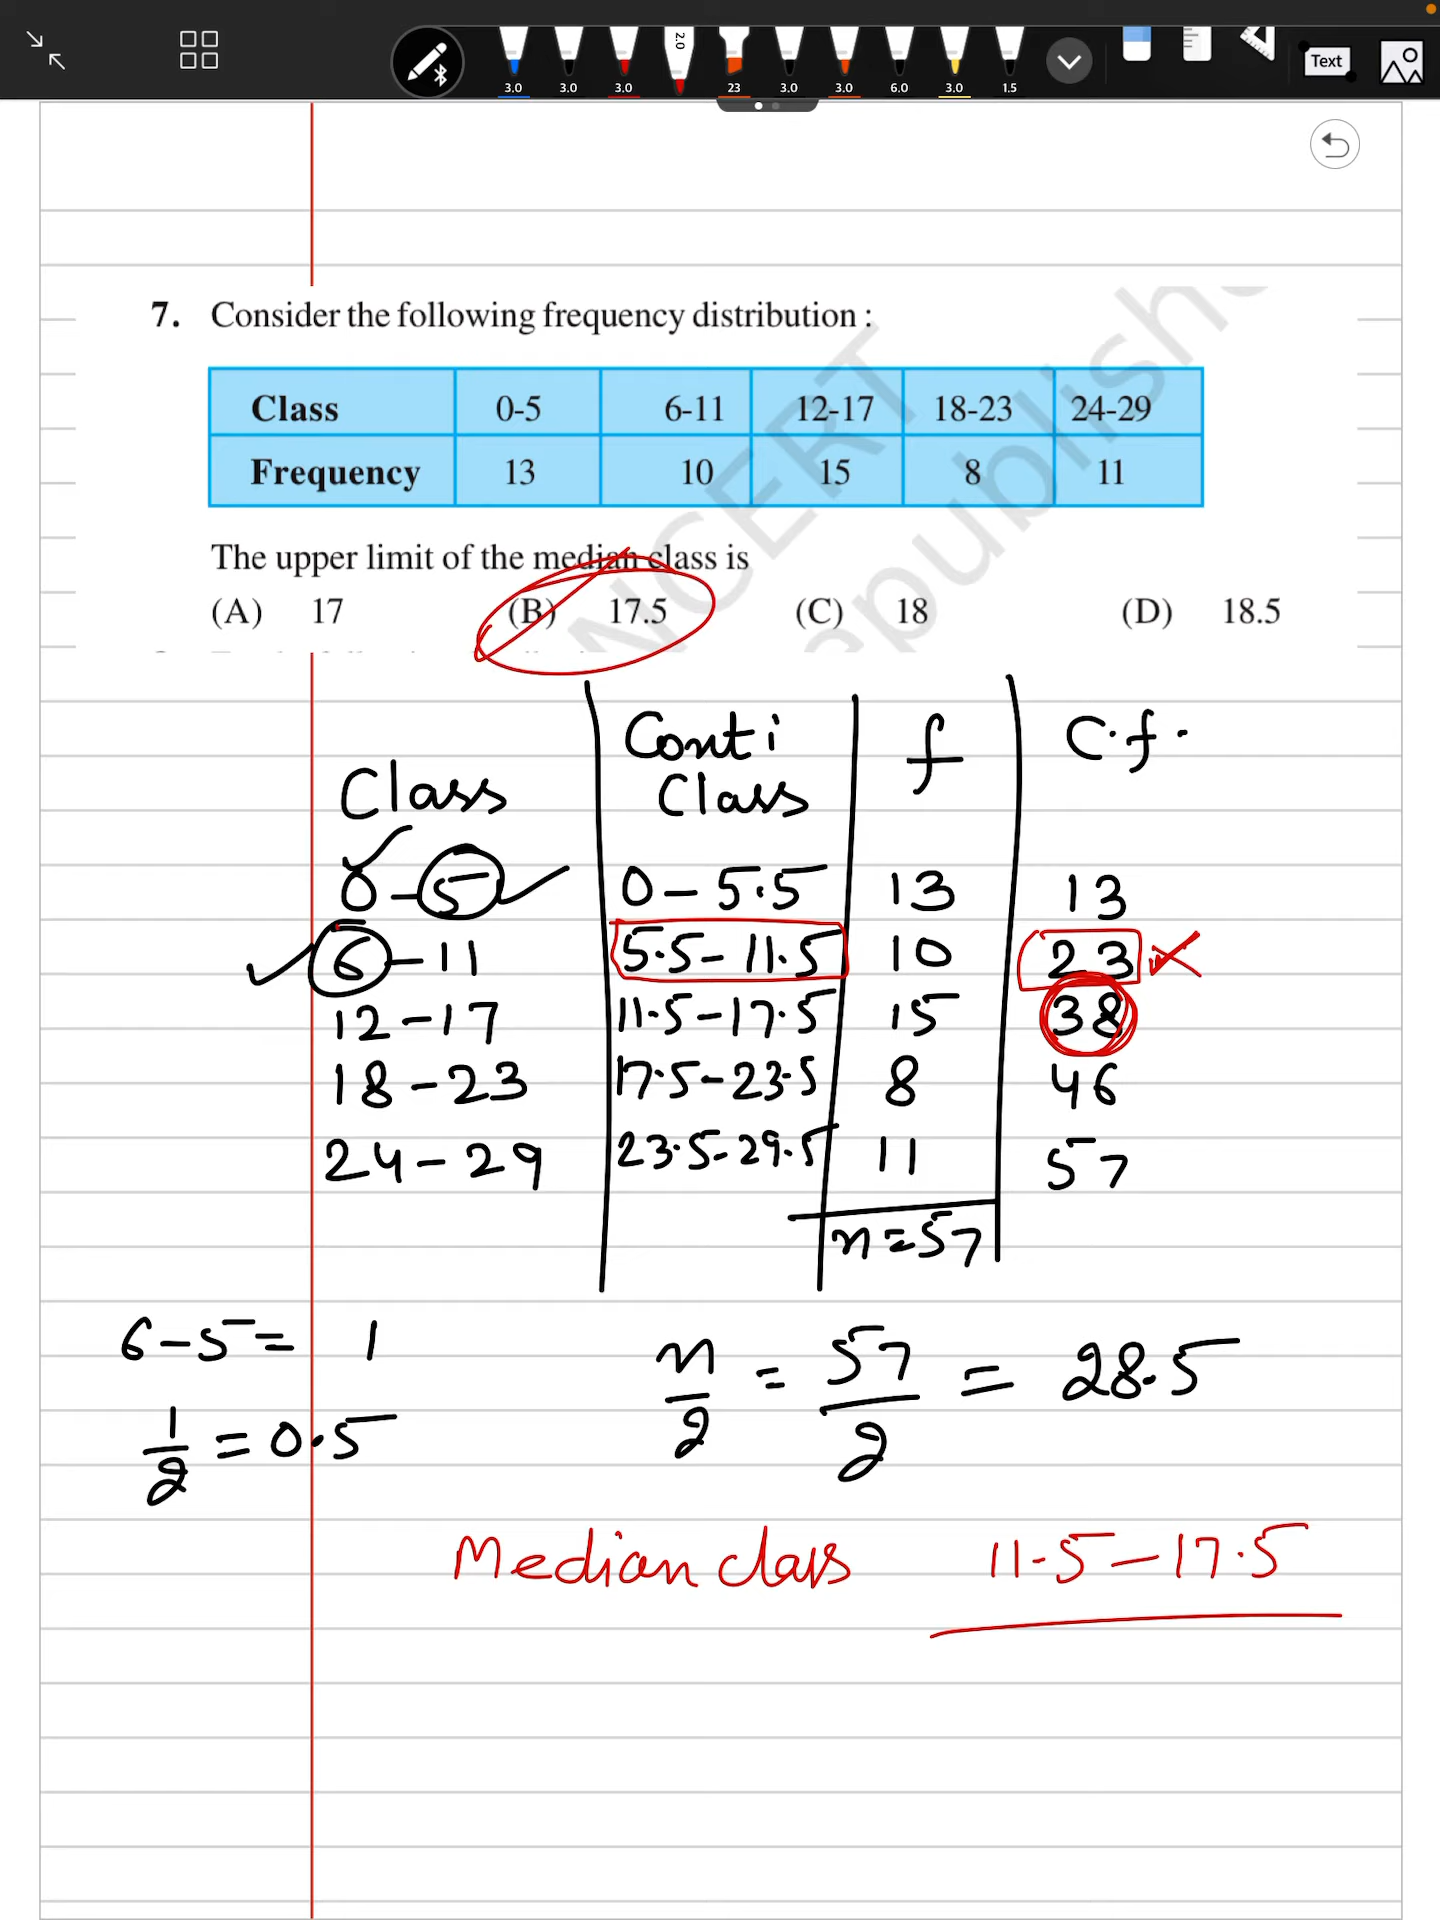 2.0
3.0 3.0 3.0 23 3.0 3.0 6.0 3.0 1.5
Text
7. Consider the following frequency distribution :
Class 0-5 6-11 12-17 18-23 24-29
Frequency 13 10 15 8 11
The upper limit of the median class is
(A) 17 (B) 17.5 (C) 18 (D) 18.5
Class Conti Class f C.f.
0-5 0-5.5 13 13
6-11 5.5-11.5 10 23
12-17 11.5-17.5 15 38
18-23 17.5-23.5 8 46
24-29 23.5-29.5 11 57
n=57
6-5= 1
1/2 = 0.5
n/2 = 57/2 = 28.5
Median class 11.5-17.5